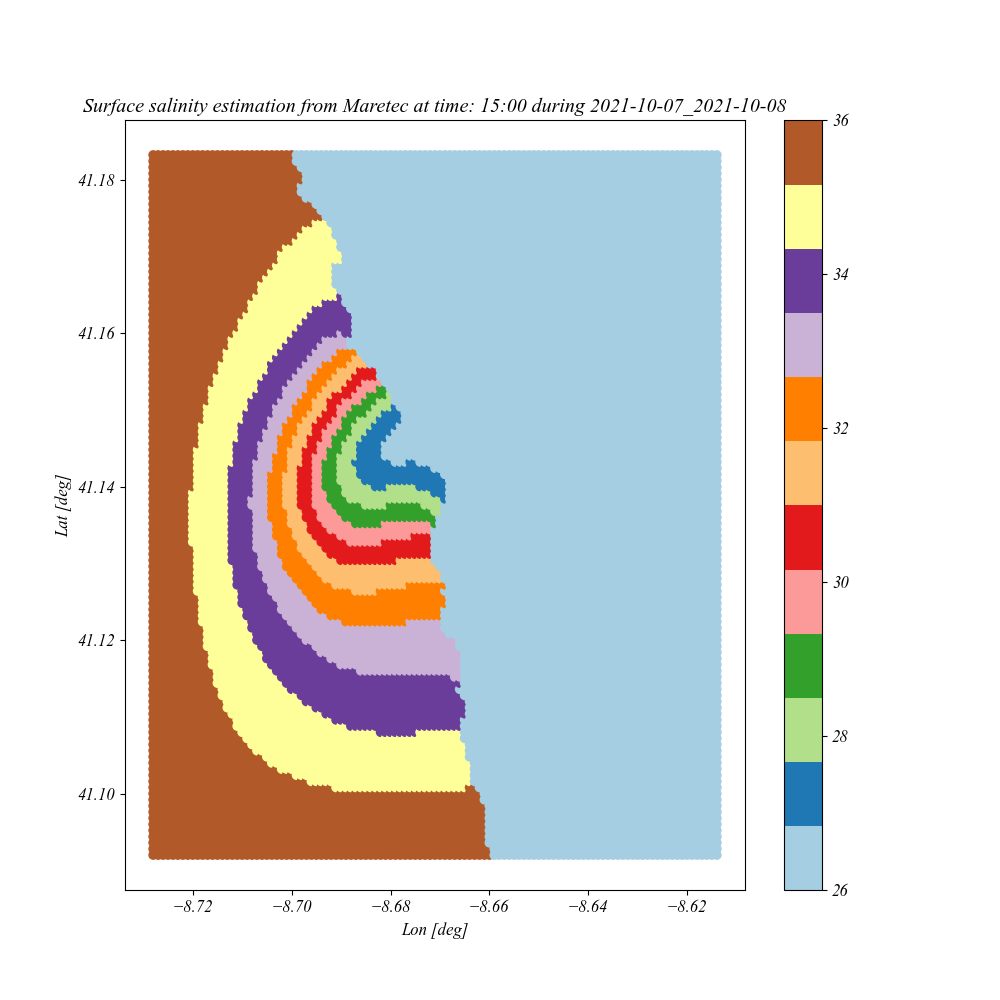 Surface salinity estimation from Maretec at time: 15:00 during 2021-10-07_2021-10-08
36
41.18
34
41.16
32
Lat [deg]
41.14
30
41.12
28
41.10
26
−8.72 −8.70 −8.68 −8.66 −8.64 −8.62
Lon [deg]